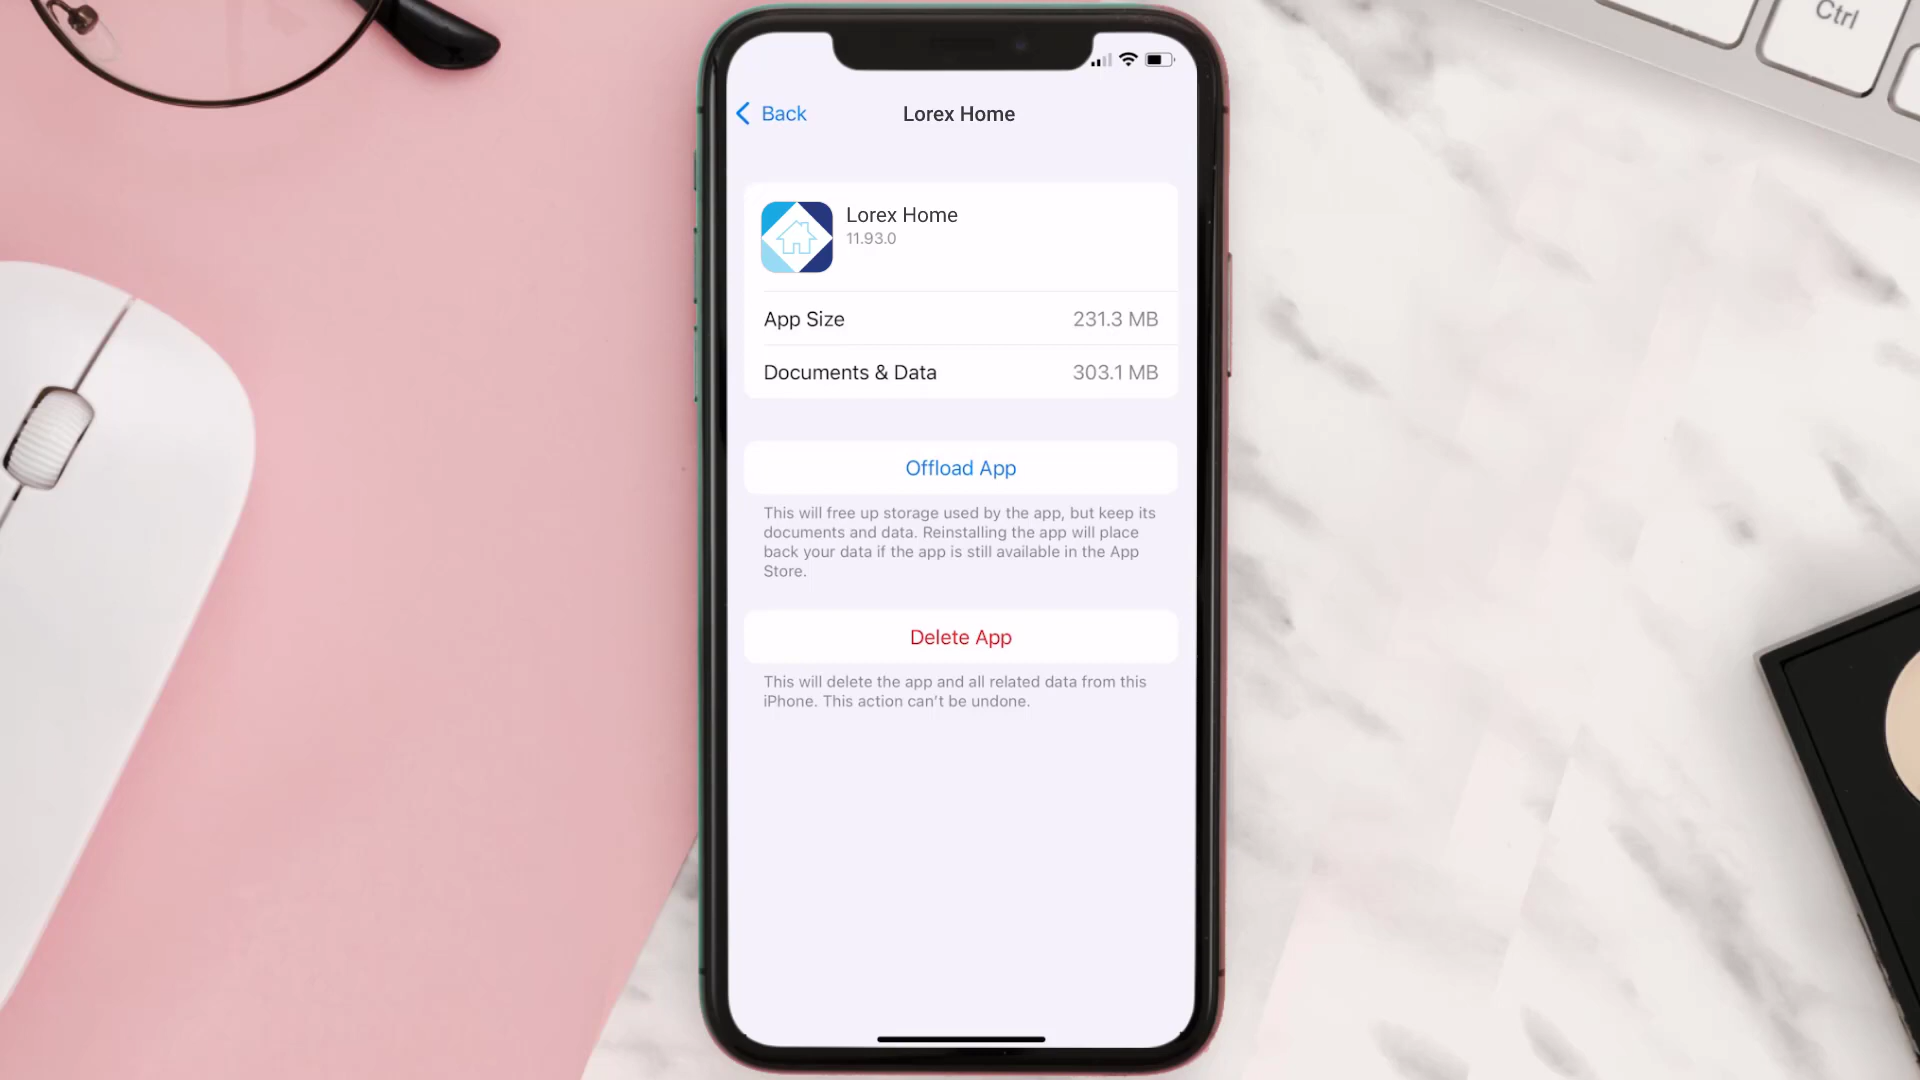 Ctrl
Back
Lorex Home
Lorex Home
11.93.0
App Size 231.3 MB
Documents & Data 303.1 MB
Offload App
This will free up storage used by the app, but keep its
documents and data. Reinstalling the app will place
back your data if the app is still available in the App
Store.
Delete App
This will delete the app and all related data from this
iPhone. This action can't be undone.